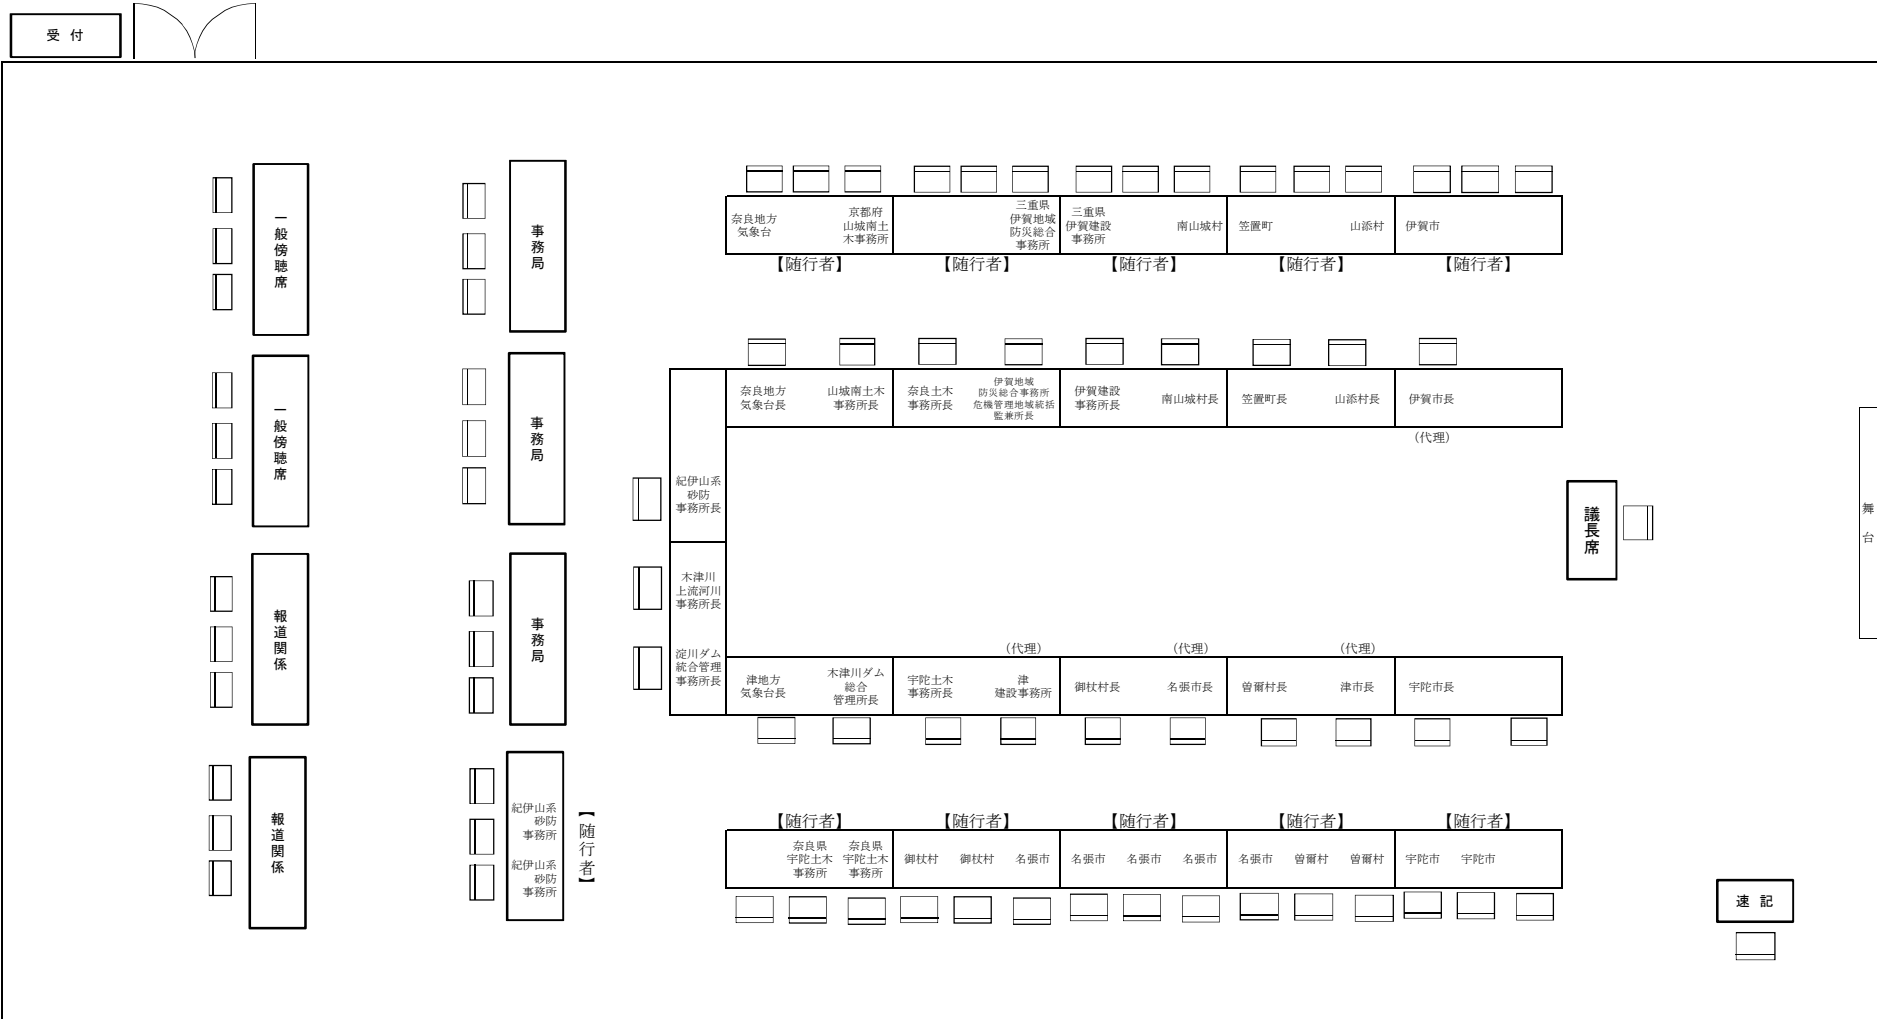 受 付
一般傍聴席
一般傍聴席
報道関係
報道関係
事務局
事務局
事務局
紀伊山系
砂防
事務所
紀伊山系
砂防
事務所
【随行者】
奈良地方
気象台
京都府
山城南土
木事務所
三重県
伊賀地域
防災総合
事務所
三重県
伊賀建設
事務所
南山城村
笠置町
山添村
伊賀市
【随行者】
【随行者】
【随行者】
【随行者】
【随行者】
奈良地方
気象台長
山城南土木
事務所長
奈良土木
事務所長
伊賀地域
防災総合事務所
危機管理地域統括
監兼所長
伊賀建設
事務所長
南山城村長
笠置町長
山添村長
伊賀市長
（代理）
紀伊山系
砂防
事務所長
木津川
上流河川
事務所長
淀川ダム
統合管理
事務所長
議長席
舞台
（代理）
（代理）
（代理）
津地方
気象台長
木津川ダム
総合
管理所長
宇陀土木
事務所長
津
建設事務所
御杖村長
名張市長
曽爾村長
津市長
宇陀市長
【随行者】
【随行者】
【随行者】
【随行者】
【随行者】
奈良県
宇陀土木
事務所
奈良県
宇陀土木
事務所
御杖村
御杖村
名張市
名張市
名張市
名張市
名張市
曽爾村
曽爾村
宇陀市
宇陀市
速 記